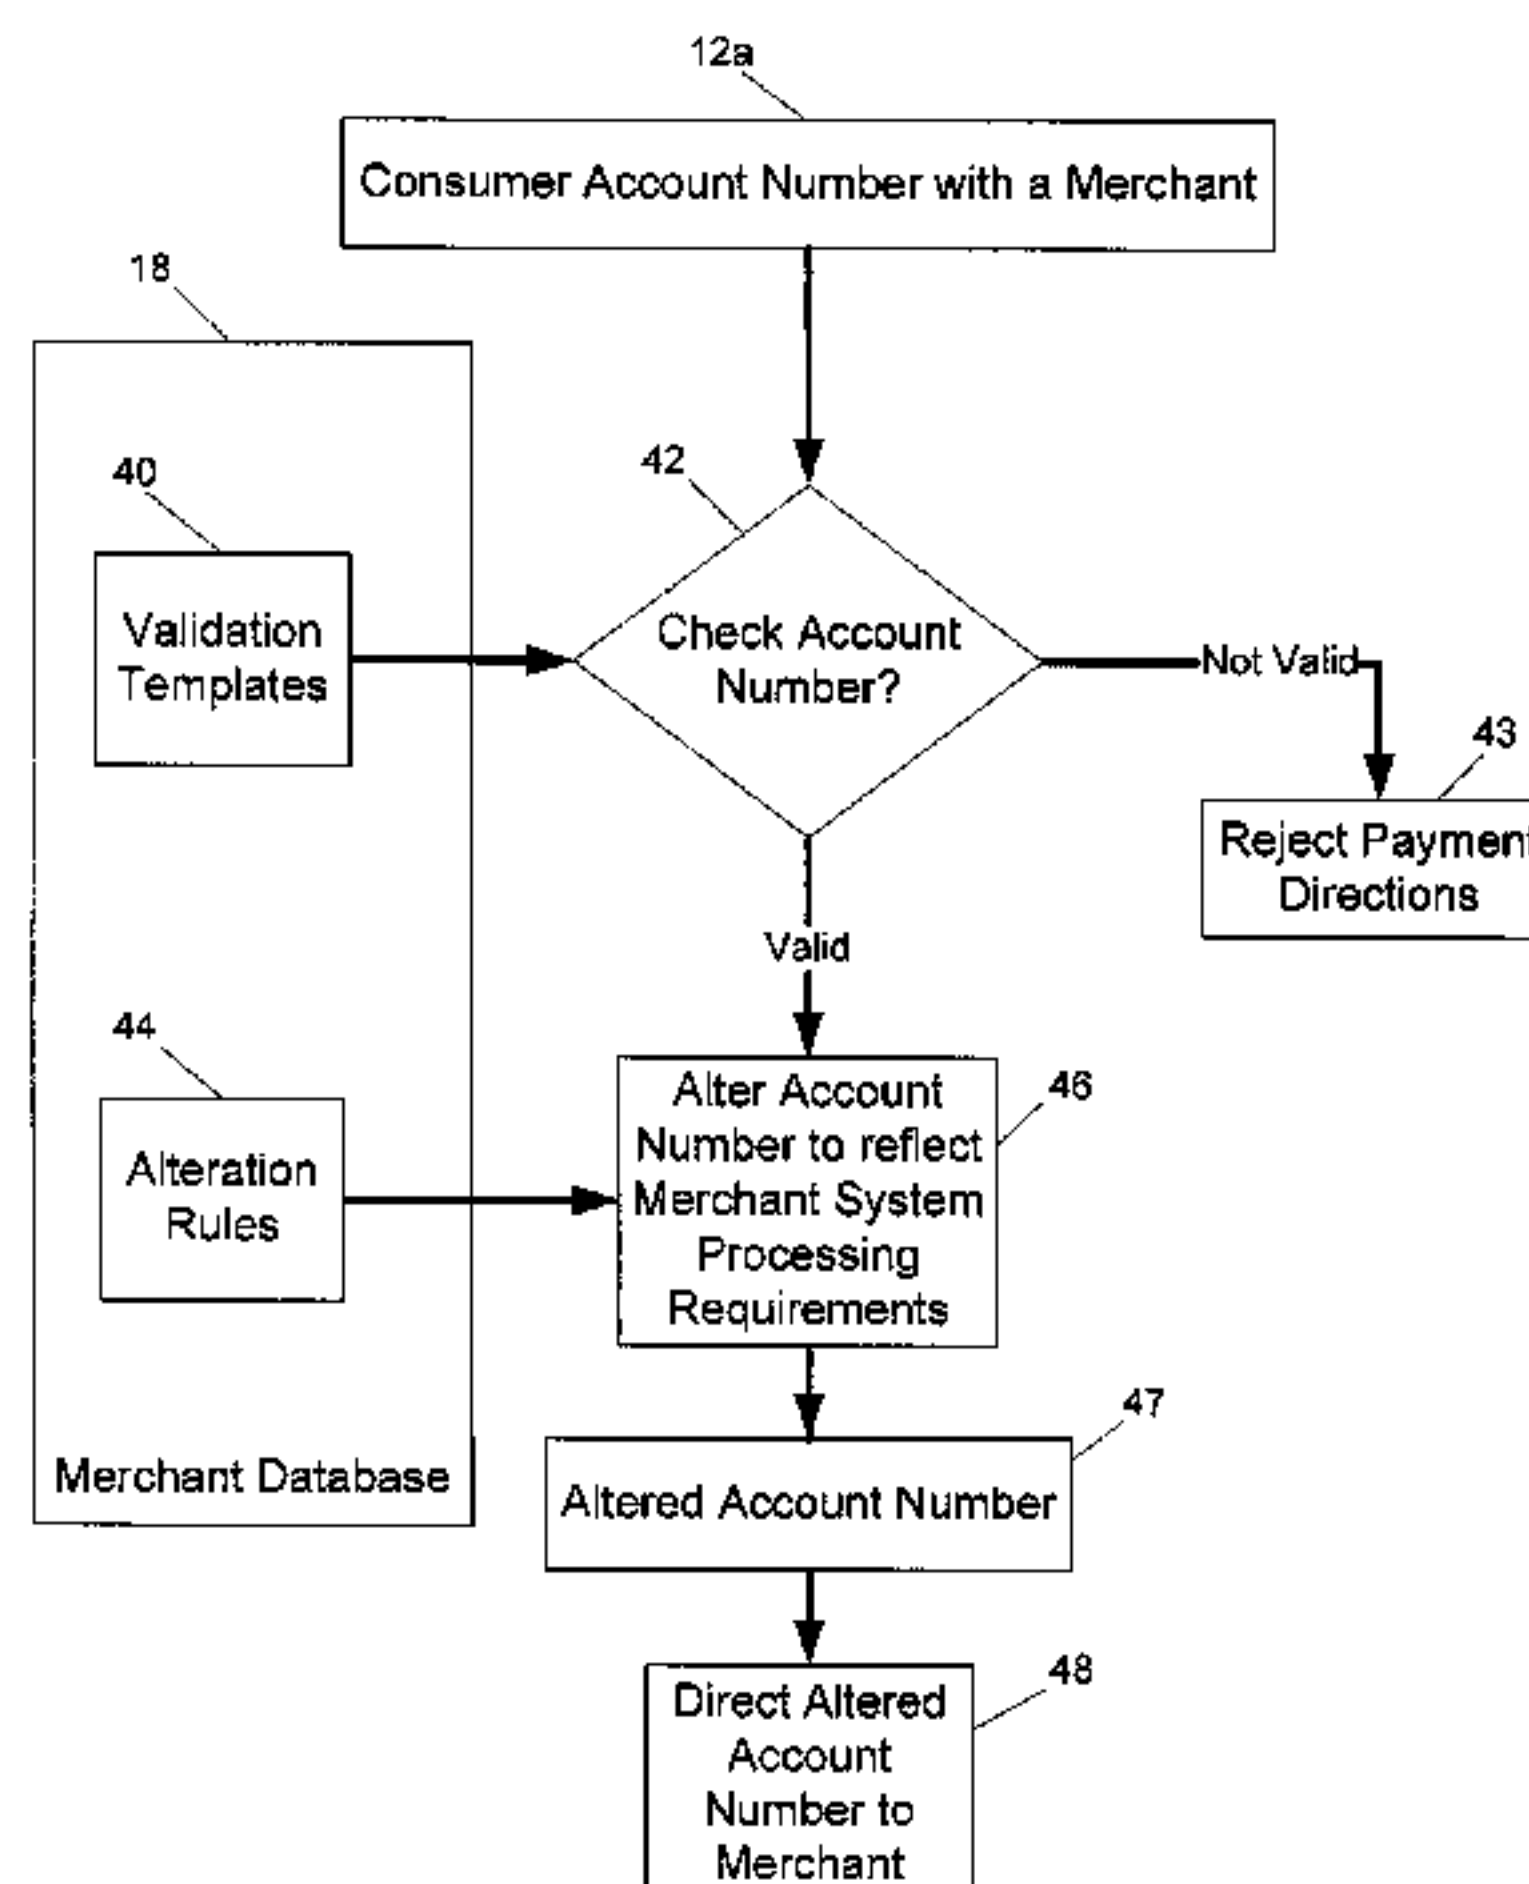 12a
Consumer Account Number with a Merchant
18
40
42
Validation
Templates
Check Account
Number?
Not Valid
43
Reject Payment
Directions
Valid
44
Alteration
Rules
Alter Account
Number to reflect
Merchant System
Processing
Requirements
46
47
Merchant Database
Altered Account Number
48
Direct Altered
Account
Number to
Merchant